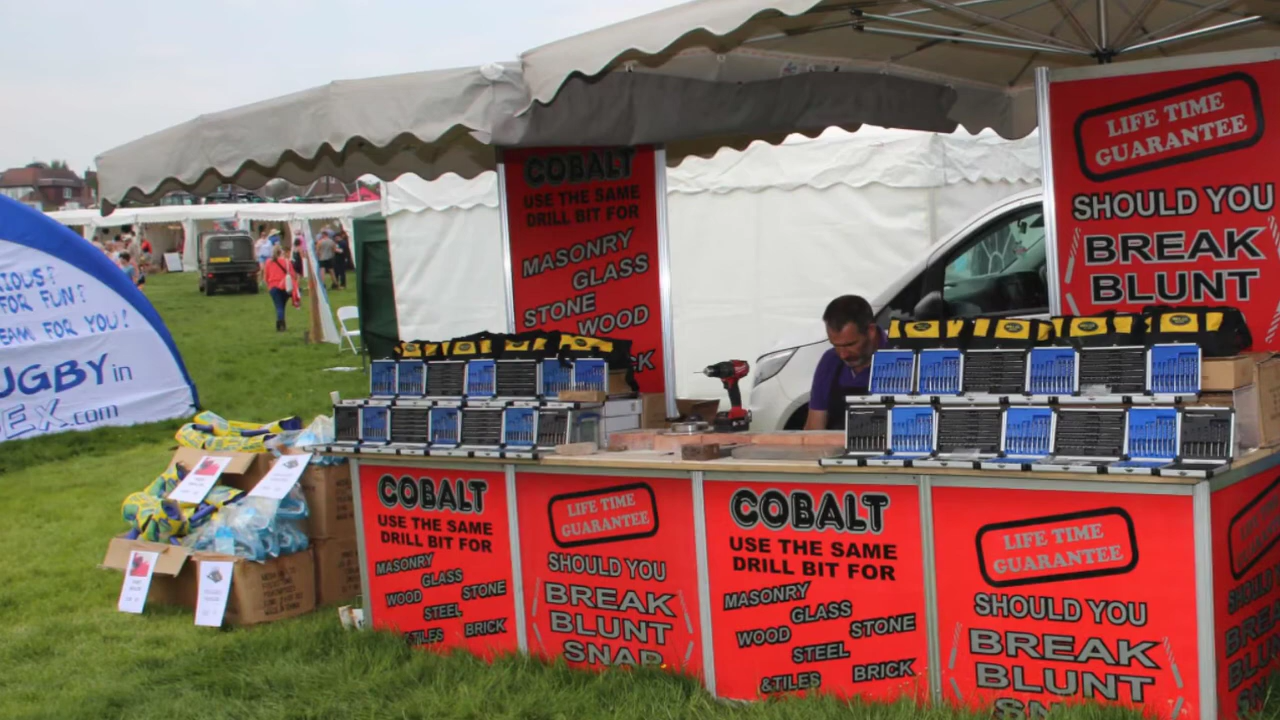 RIOUS?
FOR FUN?
EAM FOR YOU!
UGBY in
EX.com
COBALT
USE THE SAME
DRILL BIT FOR
MASONRY
GLASS
STONE
WOOD
LIFE TIME
GUARANTEE
SHOULD YOU
BREAK
BLUNT
COBALT
USE THE SAME
DRILL BIT FOR
MASONRY
GLASS
WOOD
STONE
STEEL
&TILES
BRICK
LIFE TIME
GUARANTEE
SHOULD YOU
BREAK
BLUNT
SNAP
COBALT
USE THE SAME
DRILL BIT FOR
MASONRY
GLASS
WOOD
STONE
STEEL
&TILES
BRICK
LIFE TIME
GUARANTEE
SHOULD YOU
BREAK
BLUNT
SNAP